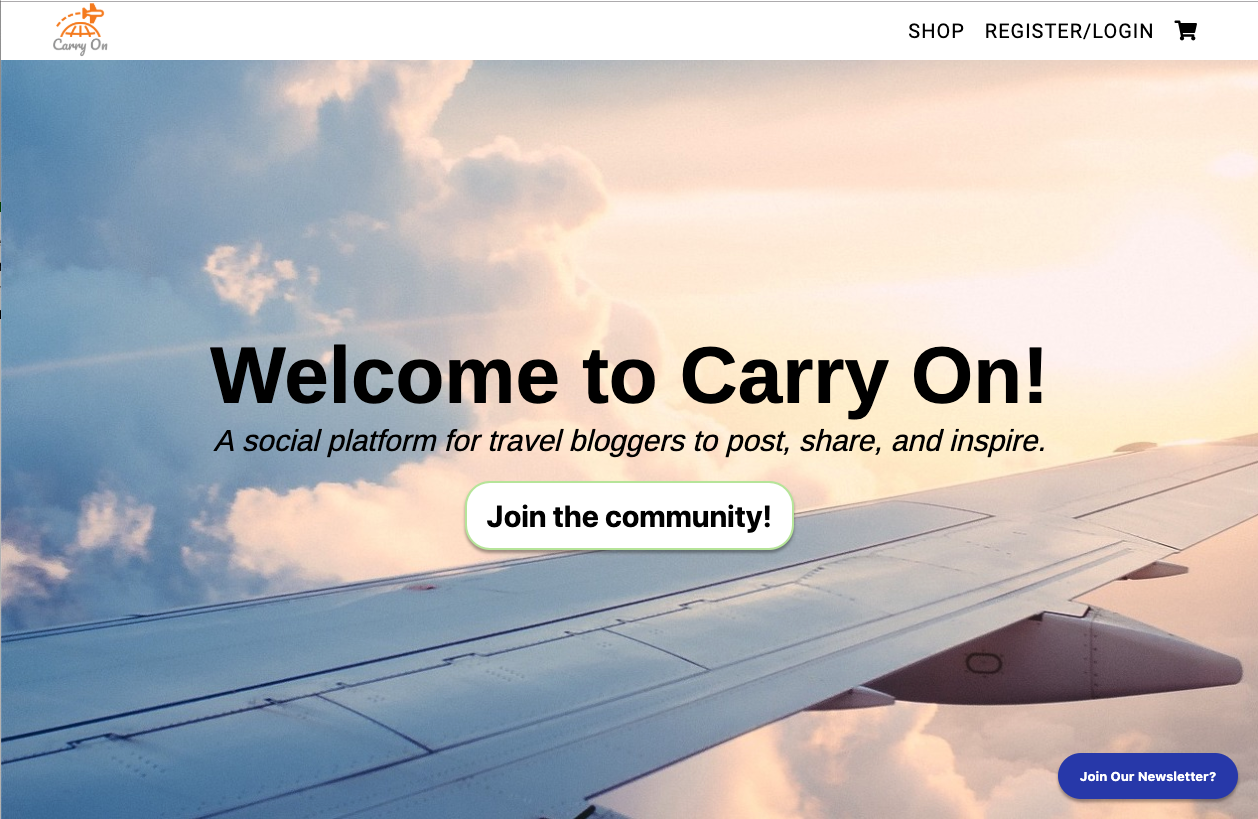 Carry On
SHOP REGISTER/LOGIN
Welcome to Carry On!
A social platform for travel bloggers to post, share, and inspire.
Join the community!
Join Our Newsletter?